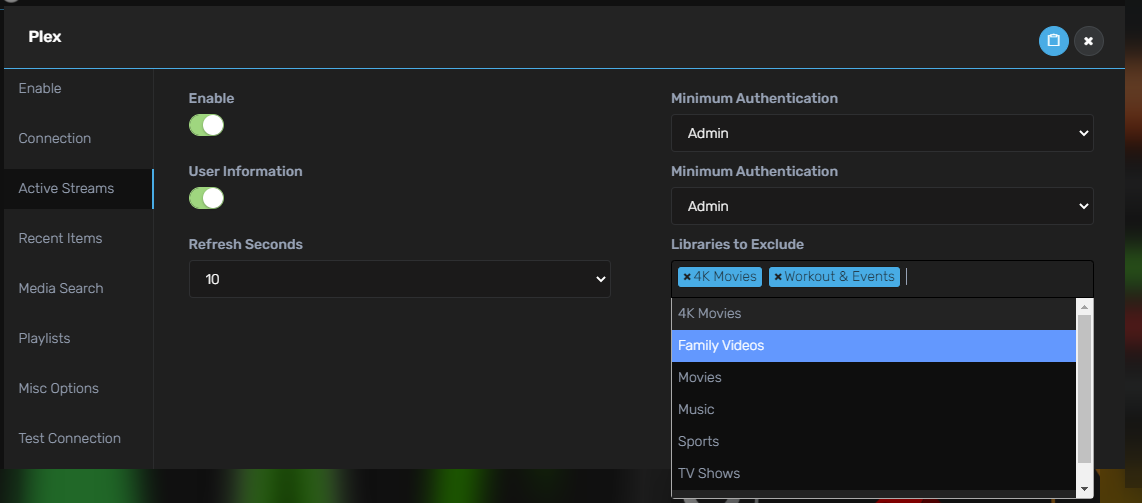 Plex
Enable
Connection
Active Streams
Recent Items
Media Search
Playlists
Misc Options
Test Connection
Enable
Minimum Authentication
Admin
User Information
Minimum Authentication
Admin
Refresh Seconds
10
Libraries to Exclude
×4K Movies ×Workout & Events
4K Movies
Family Videos
Movies
Music
Sports
TV Shows